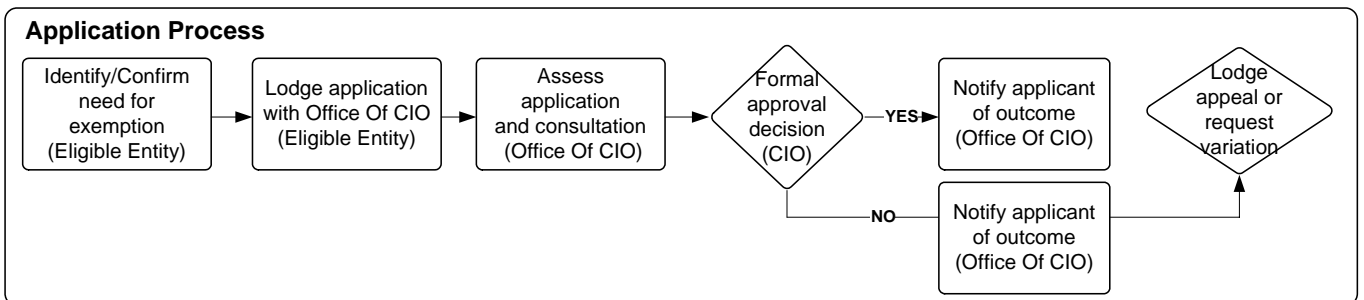 Application Process
Identify/Confirm
need for
exemption
(Eligible Entity)
Lodge application
with Office Of CIO
(Eligible Entity)
Assess
application
and consultation
(Office Of CIO)
Formal
approval
decision
(CIO)
YES
Notify applicant
of outcome
(Office Of CIO)
NO
Notify applicant
of outcome
(Office Of CIO)
Lodge
appeal or
request
variation